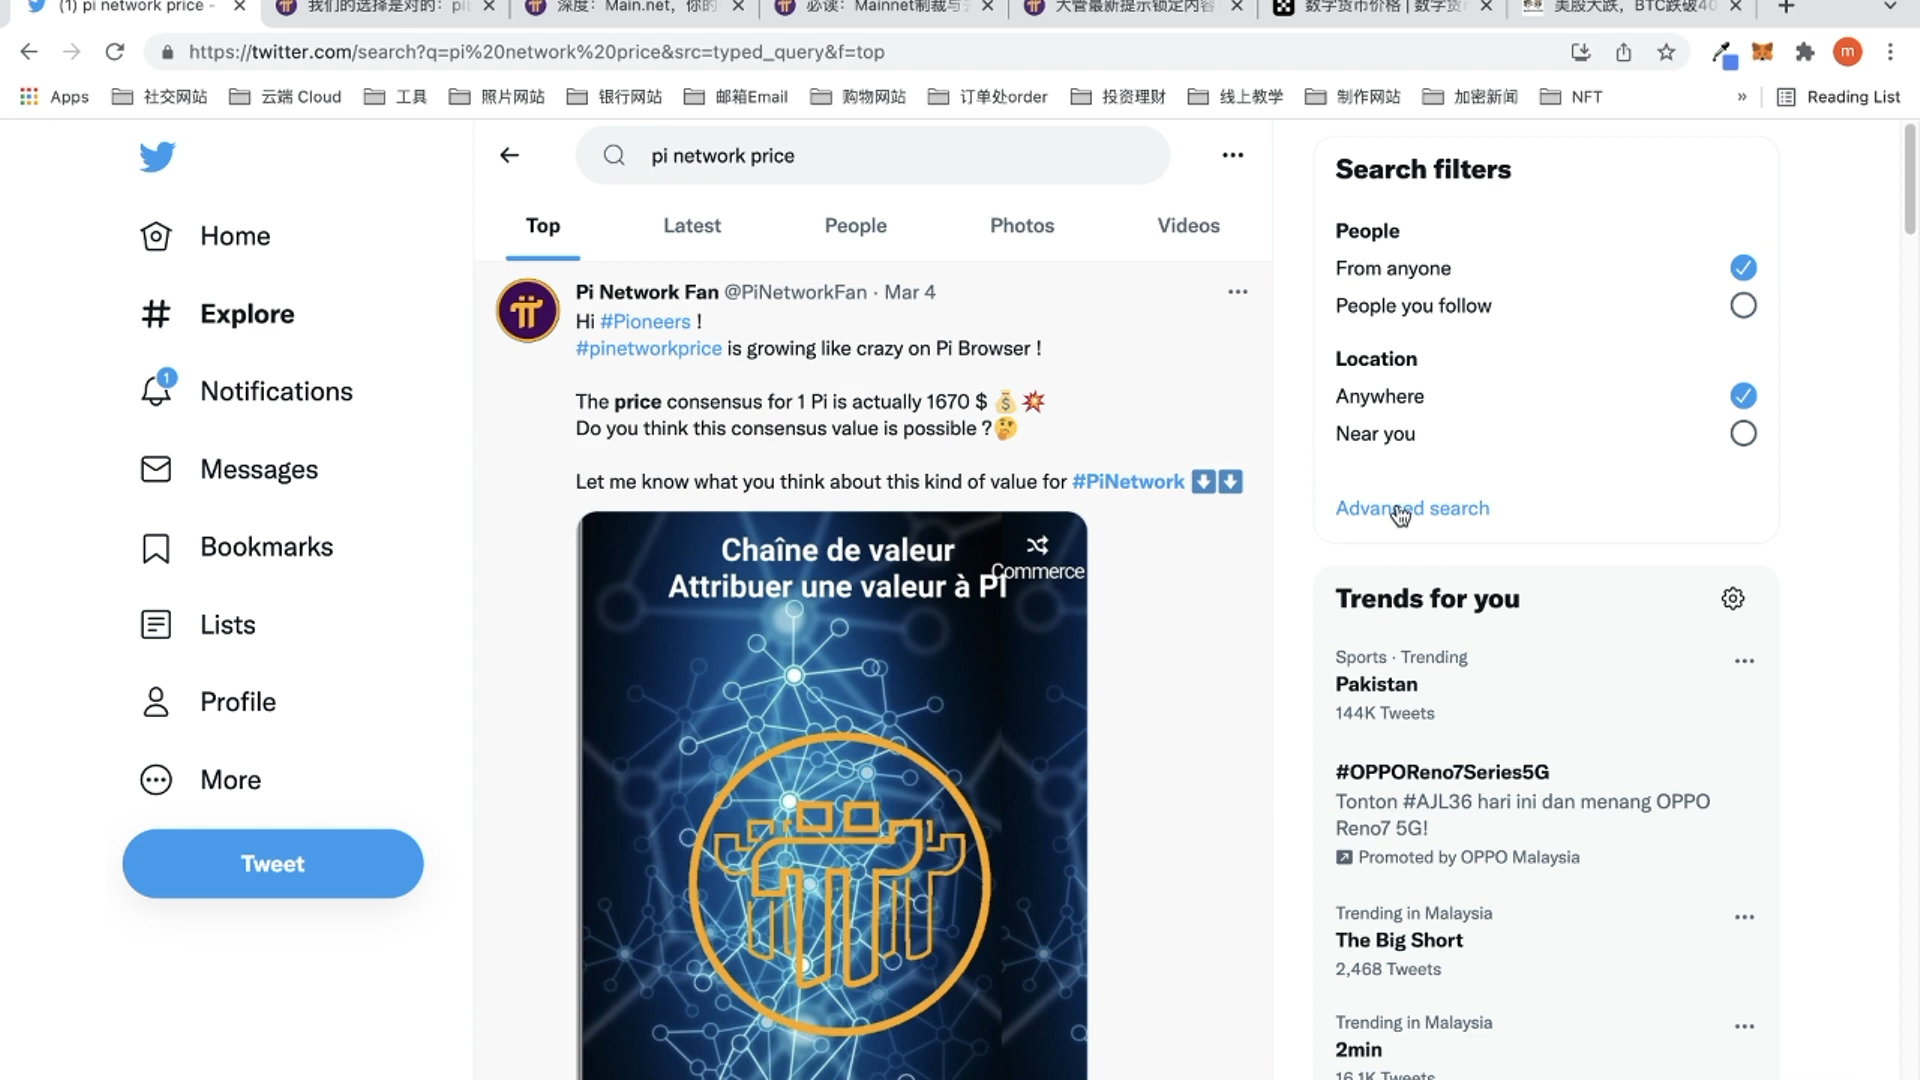 (1) pi network price -
我们的选择是对的：pi
深度：Main.net，你的
必读：Mainnet制裁与
大管最新提示锁定内容
数字货币价格 | 数字货
美股大跌，BTC跌破40
https://twitter.com/search?q=pi%20network%20price&src=typed_query&f=top
m
Apps
社交网站
云端 Cloud
工具
照片网站
银行网站
邮箱Email
购物网站
订单处order
投资理财
线上教学
制作网站
加密新闻
NFT
»
Reading List
pi network price
Top
Latest
People
Photos
Videos
Home
Explore
1
Notifications
Messages
Bookmarks
Lists
Profile
More
Tweet
Pi Network Fan @PiNetworkFan · Mar 4
Hi #Pioneers !
#pinetworkprice is growing like crazy on Pi Browser !
The price consensus for 1 Pi is actually 1670 $ 💰💥
Do you think this consensus value is possible ?🤔
Let me know what you think about this kind of value for #PiNetwork ⬇️⬇️
Chaîne de valeur
Attribuer une valeur à PI
Commerce
Search filters
People
From anyone
People you follow
Location
Anywhere
Near you
Advanced search
Trends for you
Sports · Trending
Pakistan
144K Tweets
#OPPOReno7Series5G
Tonton #AJL36 hari ini dan menang OPPO
Reno7 5G!
Promoted by OPPO Malaysia
Trending in Malaysia
The Big Short
2,468 Tweets
Trending in Malaysia
2min
16.1K Tweets